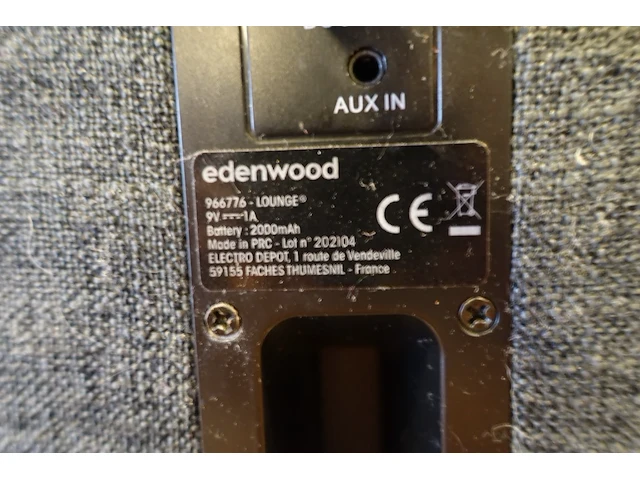 AUX IN
edenwood
966776 - LOUNGE®
9V⎓1A
Battery : 2000mAh
Made in PRC - Lot n° 202104
ELECTRO DEPOT, 1 route de Vendeville
59155 FACHES THUMESNIL - France
CE